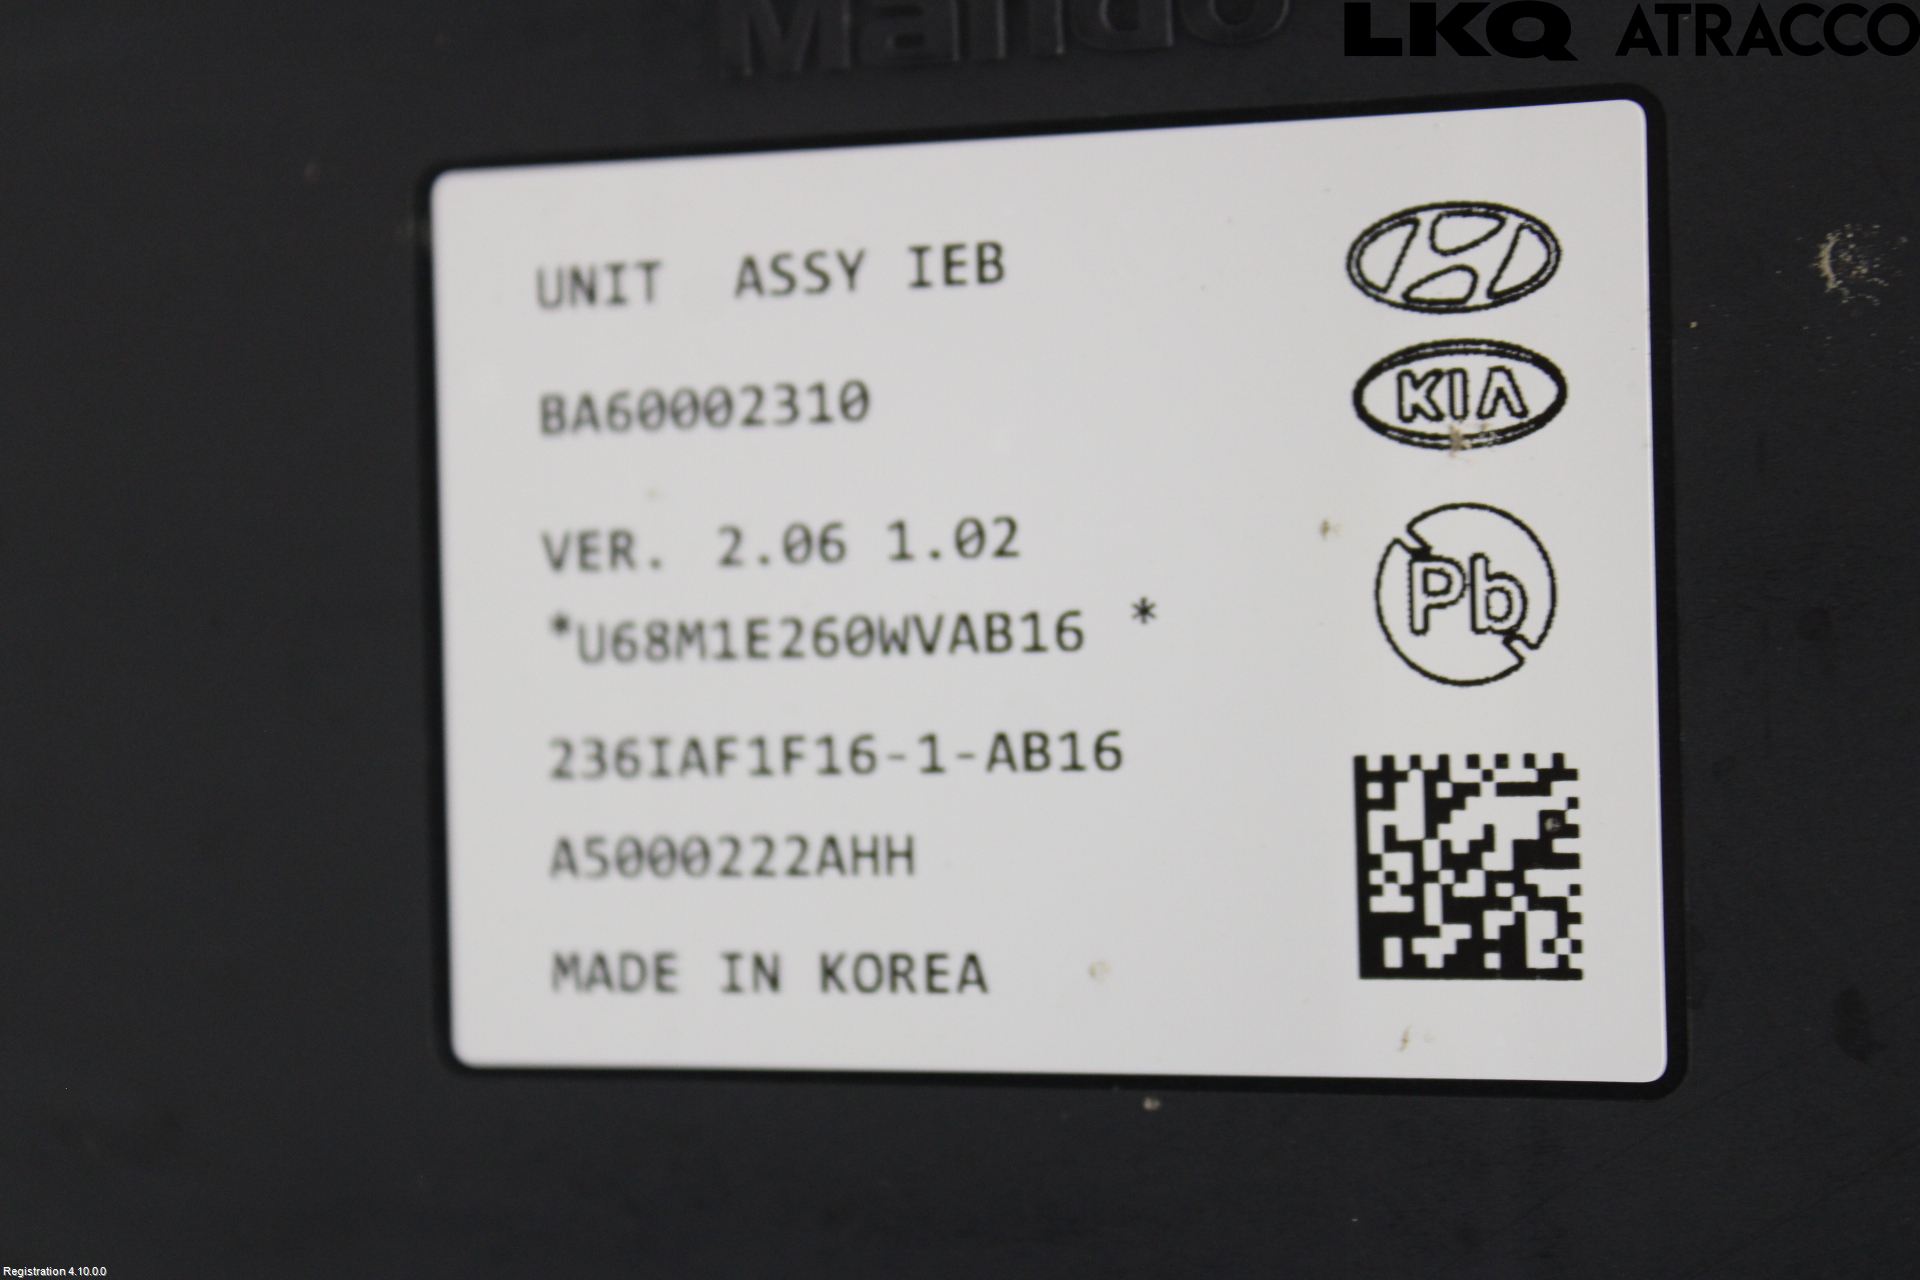 Mando
LKQ ATRACCO
UNIT ASSY IEB
BA60002310
VER. 2.06 1.02
*U68M1E260WVAB16 *
236IAF1F16-1-AB16
A5000222AHH
MADE IN KOREA
KIA
Pb
Registration 4.10.0.0